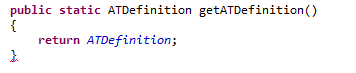 public static ATDefinition getATDefinition()
{
    return ATDefinition;
}